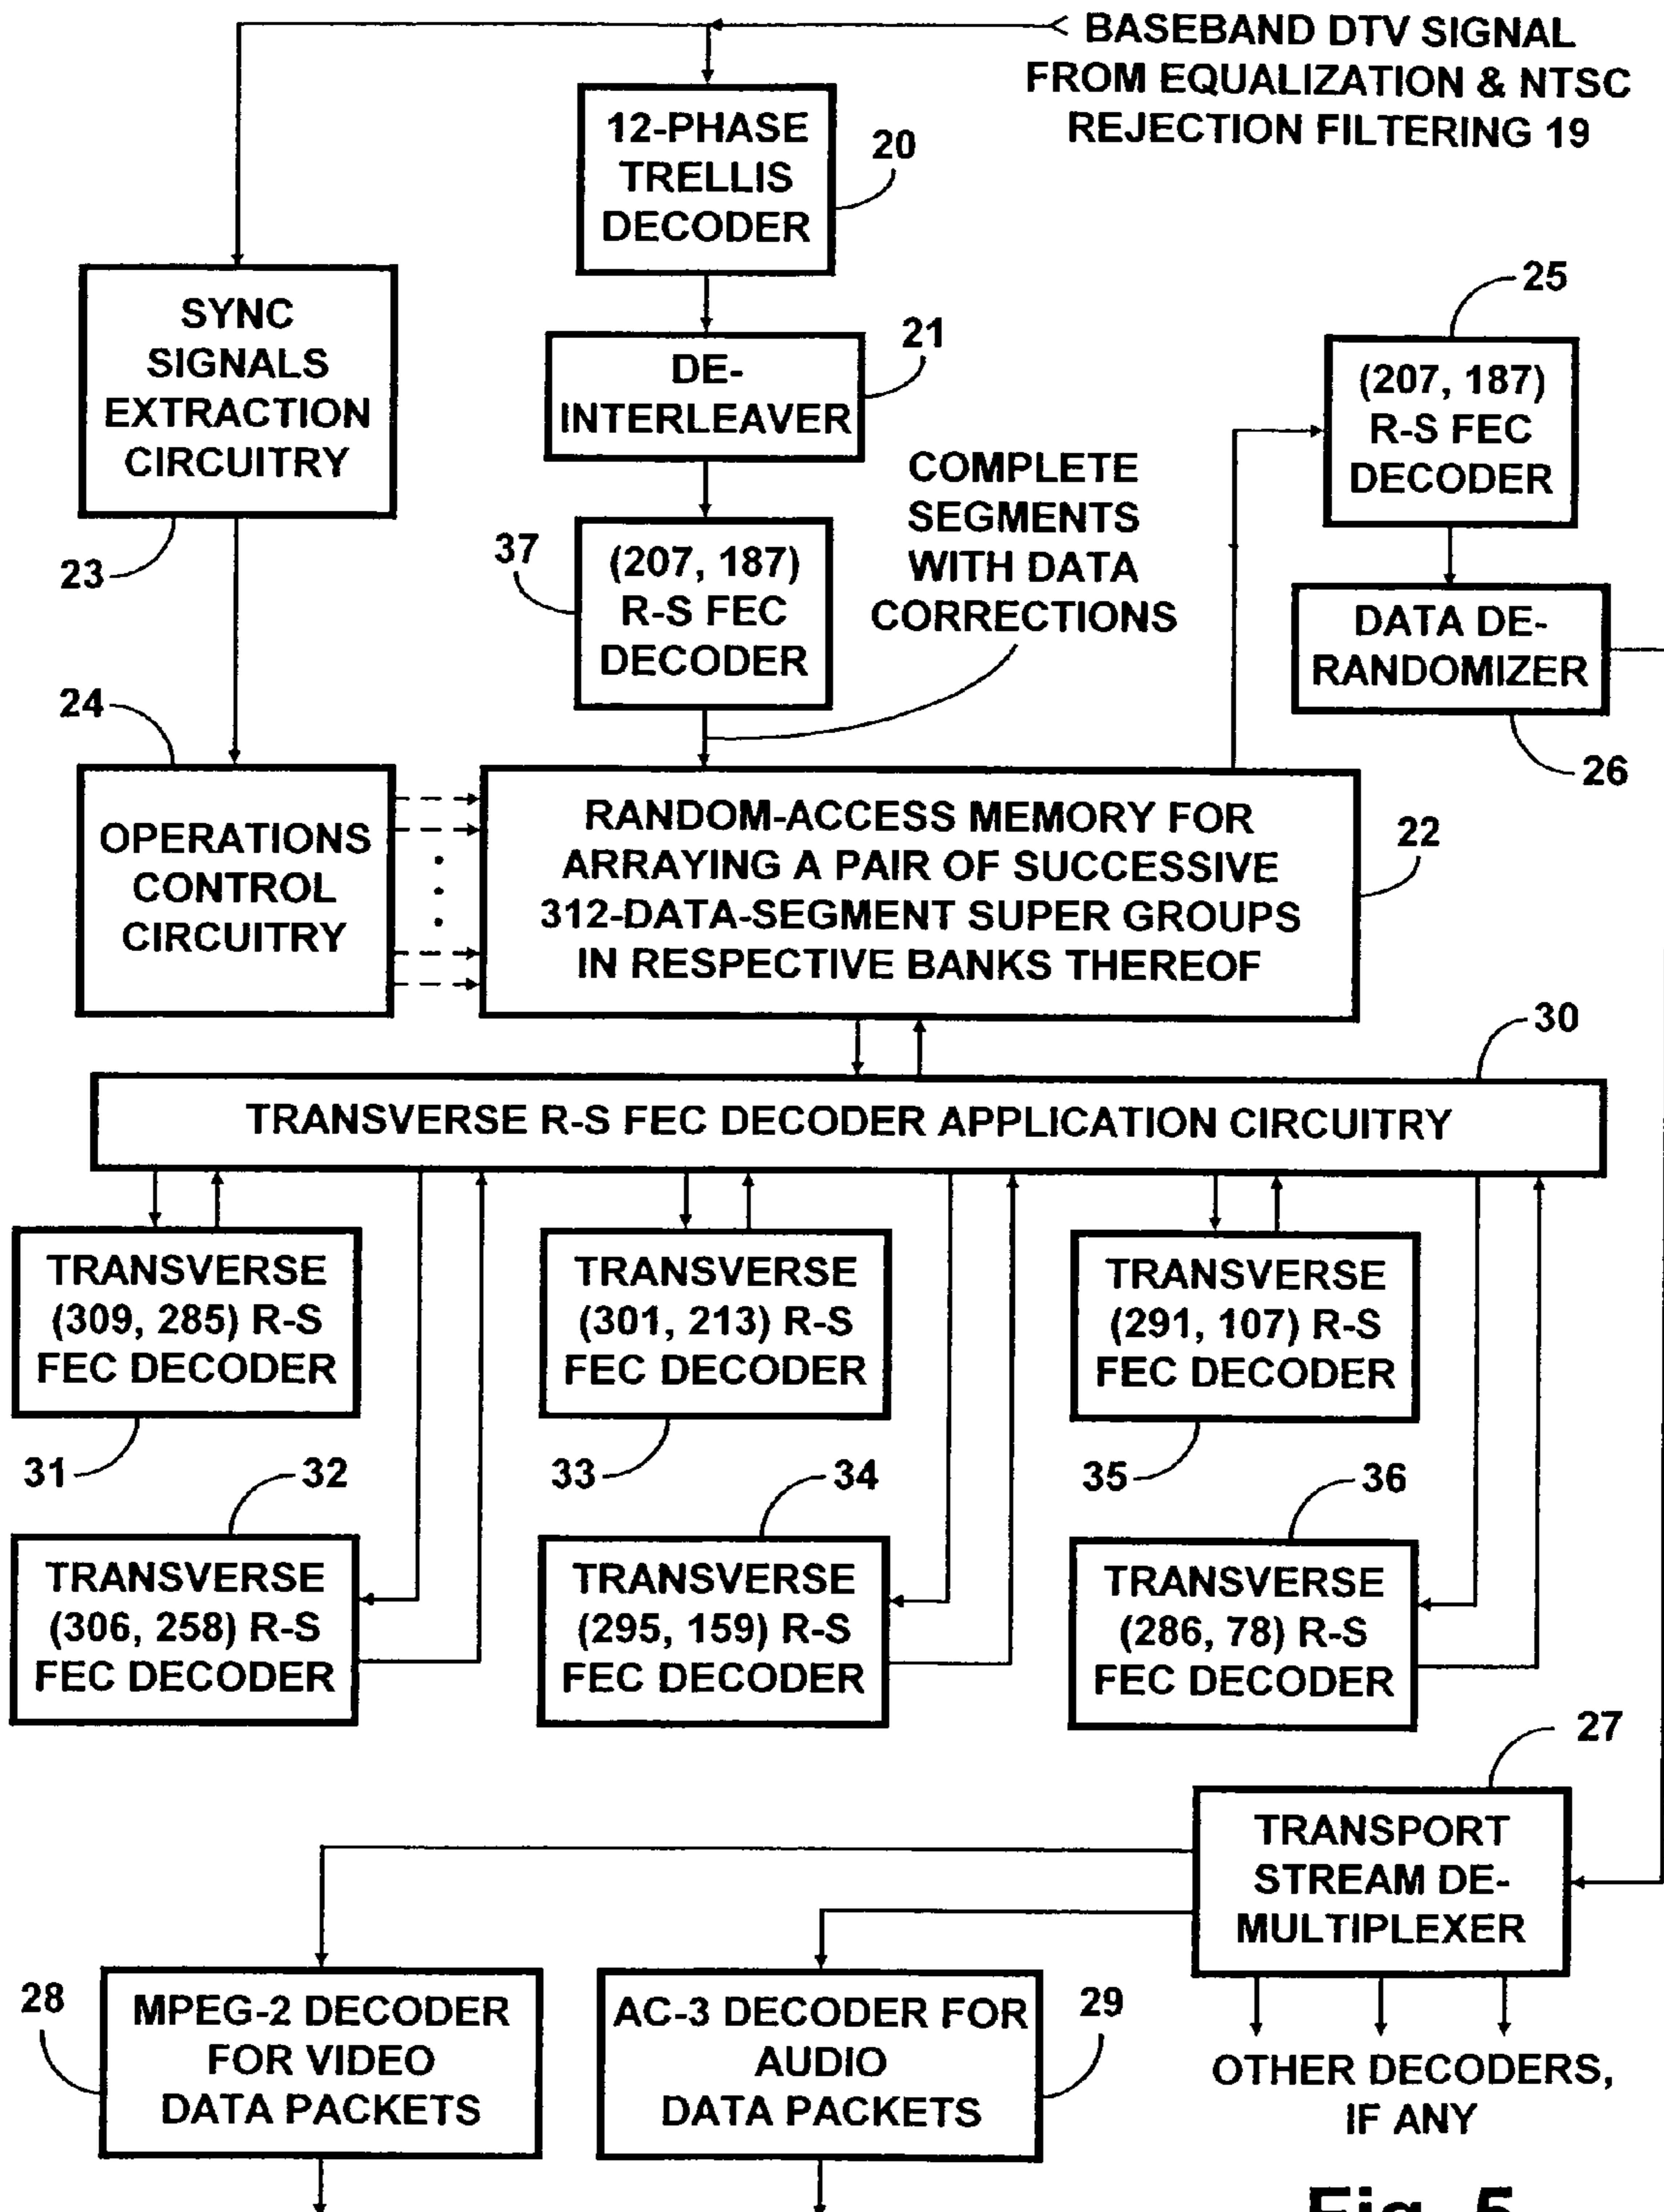 BASEBAND DTV SIGNAL
FROM EQUALIZATION & NTSC
REJECTION FILTERING 19
12-PHASE
TRELLIS
DECODER
20
SYNC
SIGNALS
EXTRACTION
CIRCUITRY
23
DE-
INTERLEAVER
21
25
(207, 187)
R-S FEC
DECODER
37
(207, 187)
R-S FEC
DECODER
COMPLETE
SEGMENTS
WITH DATA
CORRECTIONS
DATA DE-
RANDOMIZER
26
24
OPERATIONS
CONTROL
CIRCUITRY
RANDOM-ACCESS MEMORY FOR
ARRAYING A PAIR OF SUCCESSIVE
312-DATA-SEGMENT SUPER GROUPS
IN RESPECTIVE BANKS THEREOF
22
30
TRANSVERSE R-S FEC DECODER APPLICATION CIRCUITRY
TRANSVERSE
(309, 285) R-S
FEC DECODER
31
TRANSVERSE
(301, 213) R-S
FEC DECODER
33
TRANSVERSE
(291, 107) R-S
FEC DECODER
35
32
TRANSVERSE
(306, 258) R-S
FEC DECODER
34
TRANSVERSE
(295, 159) R-S
FEC DECODER
36
TRANSVERSE
(286, 78) R-S
FEC DECODER
27
TRANSPORT
STREAM DE-
MULTIPLEXER
28
MPEG-2 DECODER
FOR VIDEO
DATA PACKETS
AC-3 DECODER FOR
AUDIO
DATA PACKETS
29
OTHER DECODERS,
IF ANY
Fig. 5